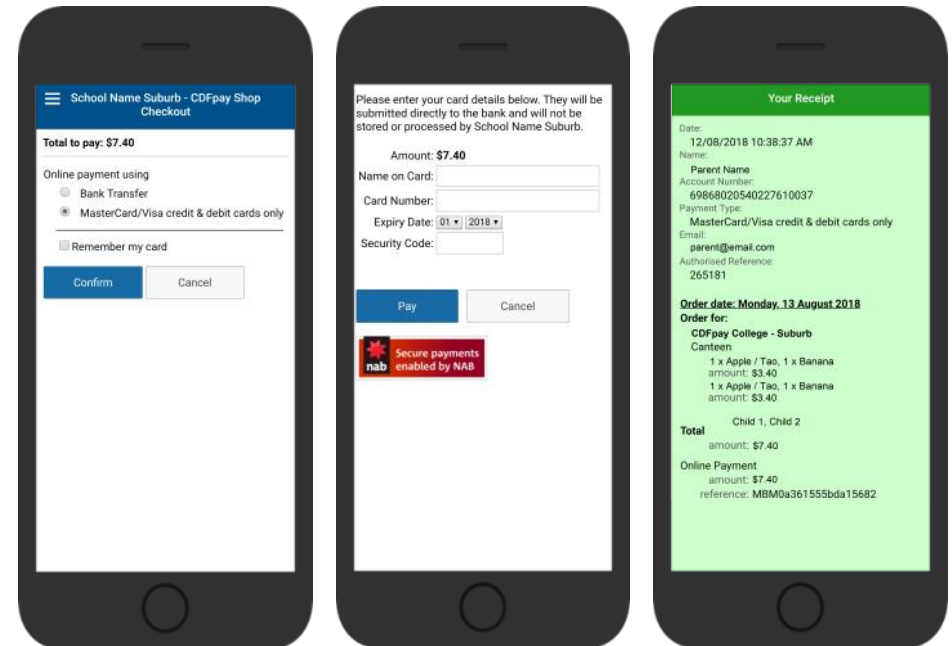 School Name Suburb - CDFpay Shop
Checkout
Total to pay: $7.40
Online payment using
Bank Transfer
MasterCard/Visa credit & debit cards only
Remember my card
Confirm
Cancel
Please enter your card details below. They will be
submitted directly to the bank and will not be
stored or processed by School Name Suburb.
Amount: $7.40
Name on Card:
Card Number:
Expiry Date: 01 2018
Security Code:
Pay
Cancel
nab
Secure payments
enabled by NAB
Your Receipt
Date:
12/08/2018 10:38:37 AM
Name:
Parent Name
Account Number:
69868020540227610037
Payment Type:
MasterCard/Visa credit & debit cards only
Email:
parent@email.com
Authorised Reference:
265181
Order date: Monday, 13 August 2018
Order for:
CDFpay College - Suburb
Canteen
1 x Apple / Tao, 1 x Banana
amount: $3.40
1 x Apple / Tao, 1 x Banana
amount: $3.40
Child 1, Child 2
Total
amount: $7.40
Online Payment
amount: $7.40
reference: MBM0a361555bda15682